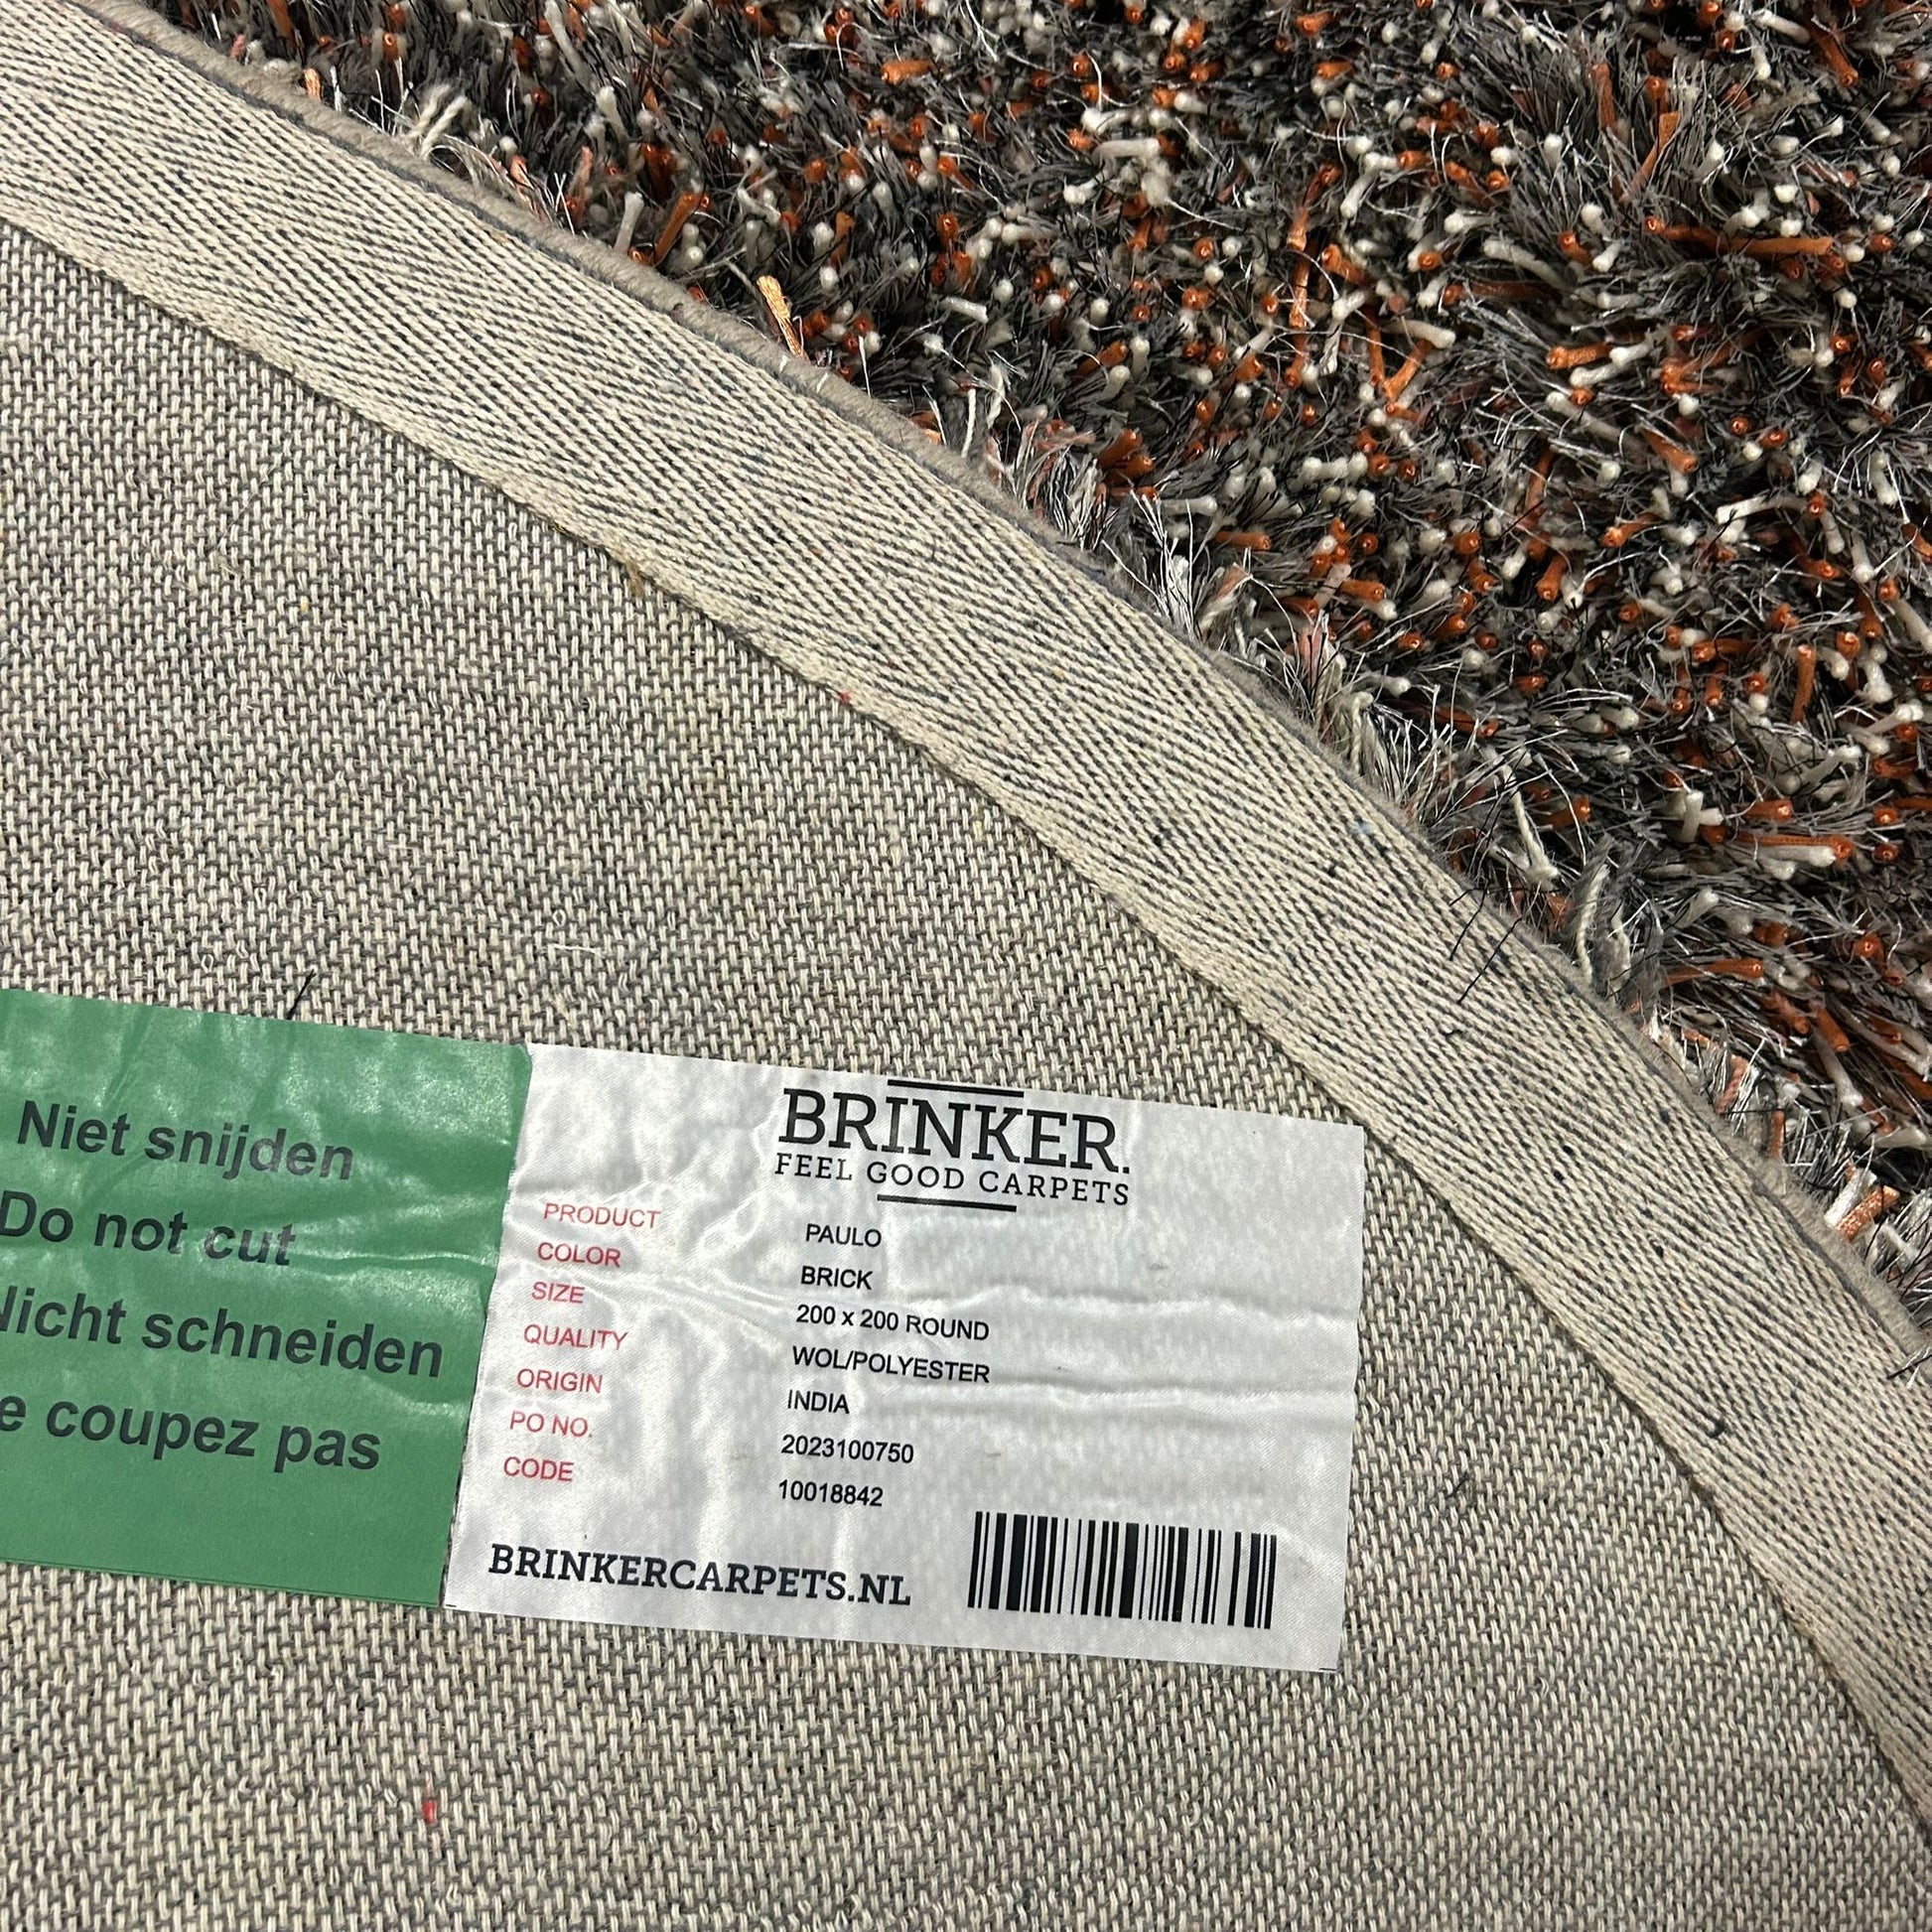 Niet snijden
Do not cut
Nicht schneiden
coupez pas
BRINKER.
FEEL GOOD CARPETS
PRODUCT PAULO
COLOR BRICK
SIZE 200 x 200 ROUND
QUALITY WOL/POLYESTER
ORIGIN INDIA
PO NO. 2023100750
CODE 10018842
BRINKERCARPETS.NL